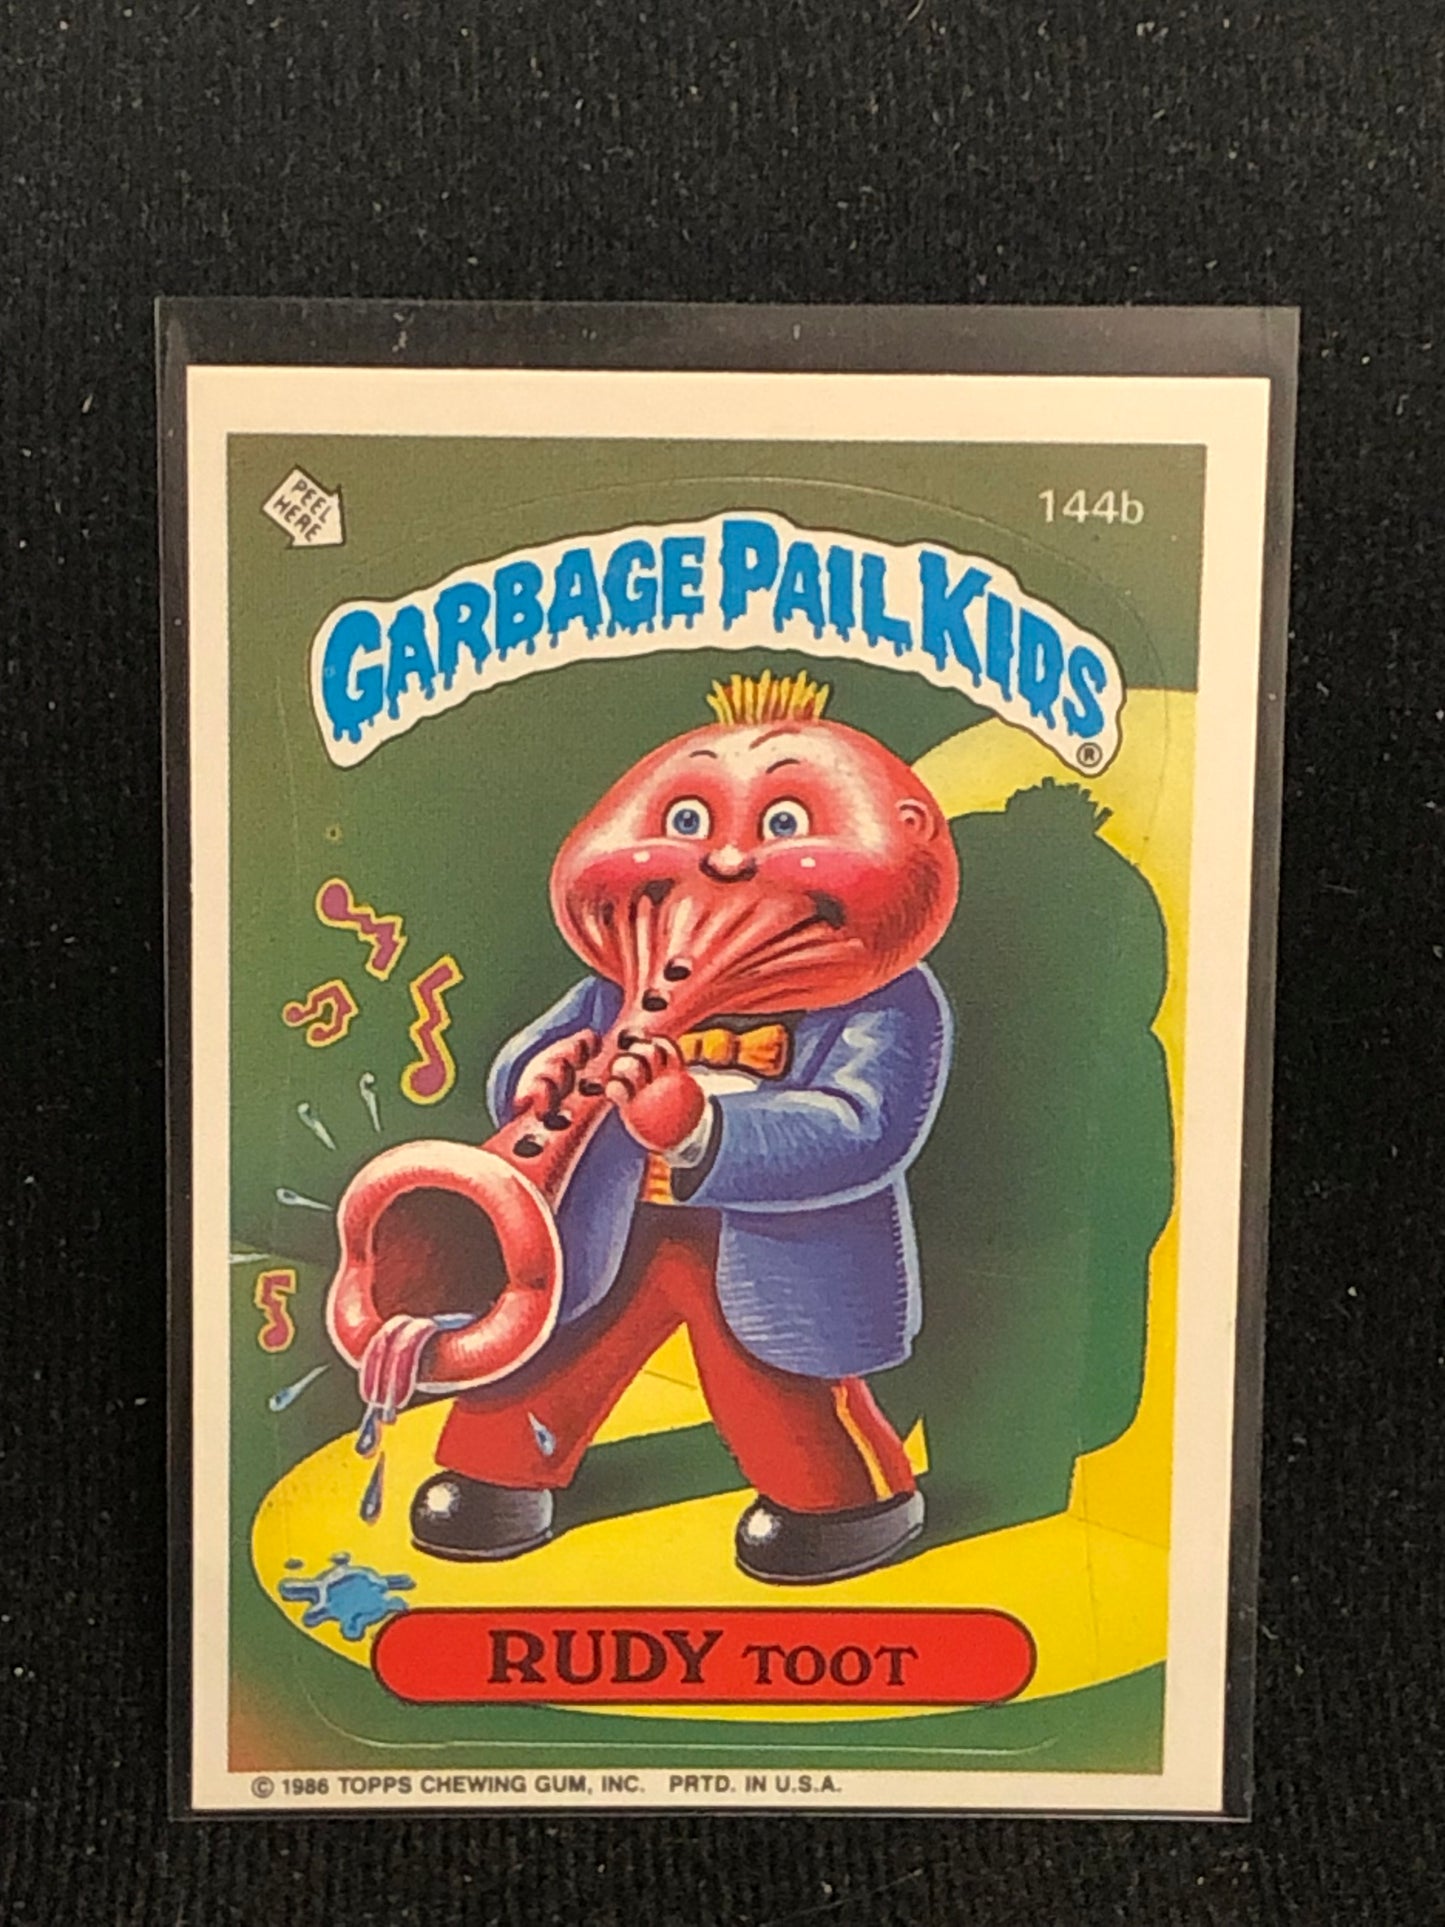 PEEL
HERE
144b
GARBAGE PAIL KIDS
®
RUDY TOOT
© 1986 TOPPS CHEWING GUM, INC. PRTD. IN U.S.A.